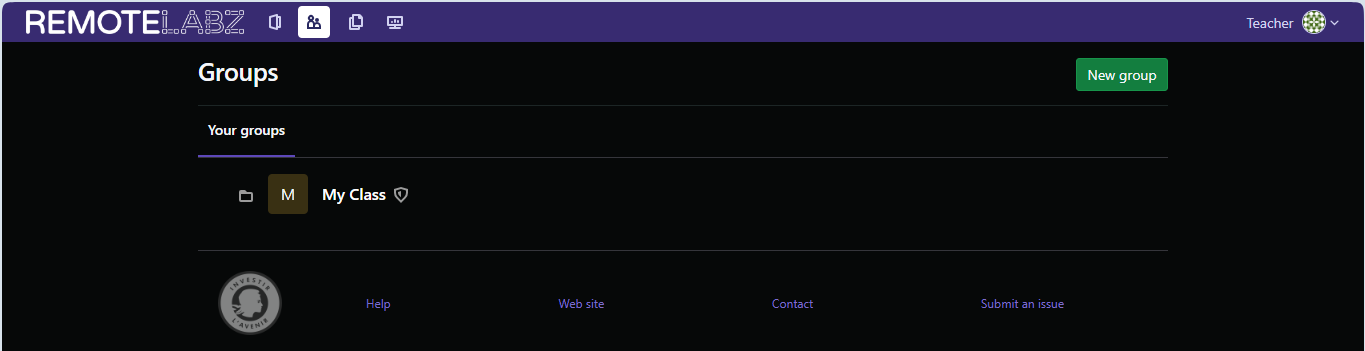 REMOTELABZ
Teacher
Groups
New group
Your groups
M
My Class
INVESTIR
L'AVENIR
Help
Web site
Contact
Submit an issue